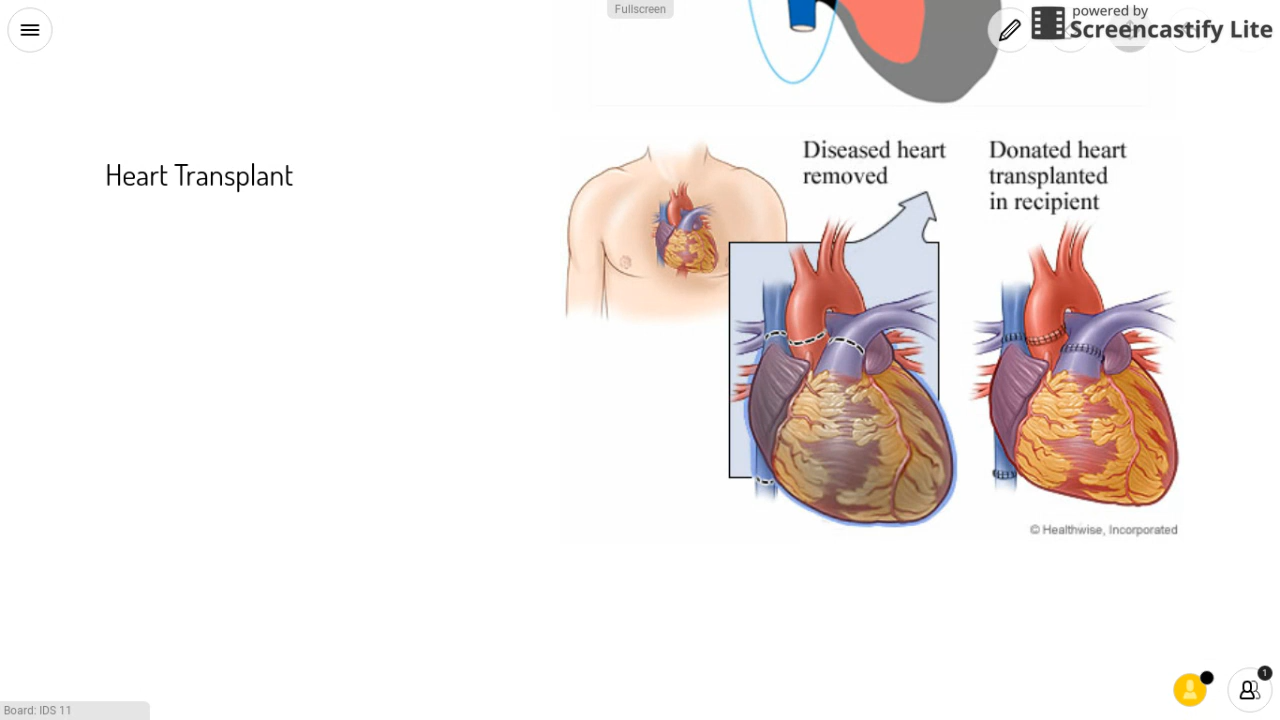 Fullscreen
powered by
Screencastify Lite
Heart Transplant
Diseased heart
removed
Donated heart
transplanted
in recipient
© Healthwise, Incorporated
1
Board: IDS 11